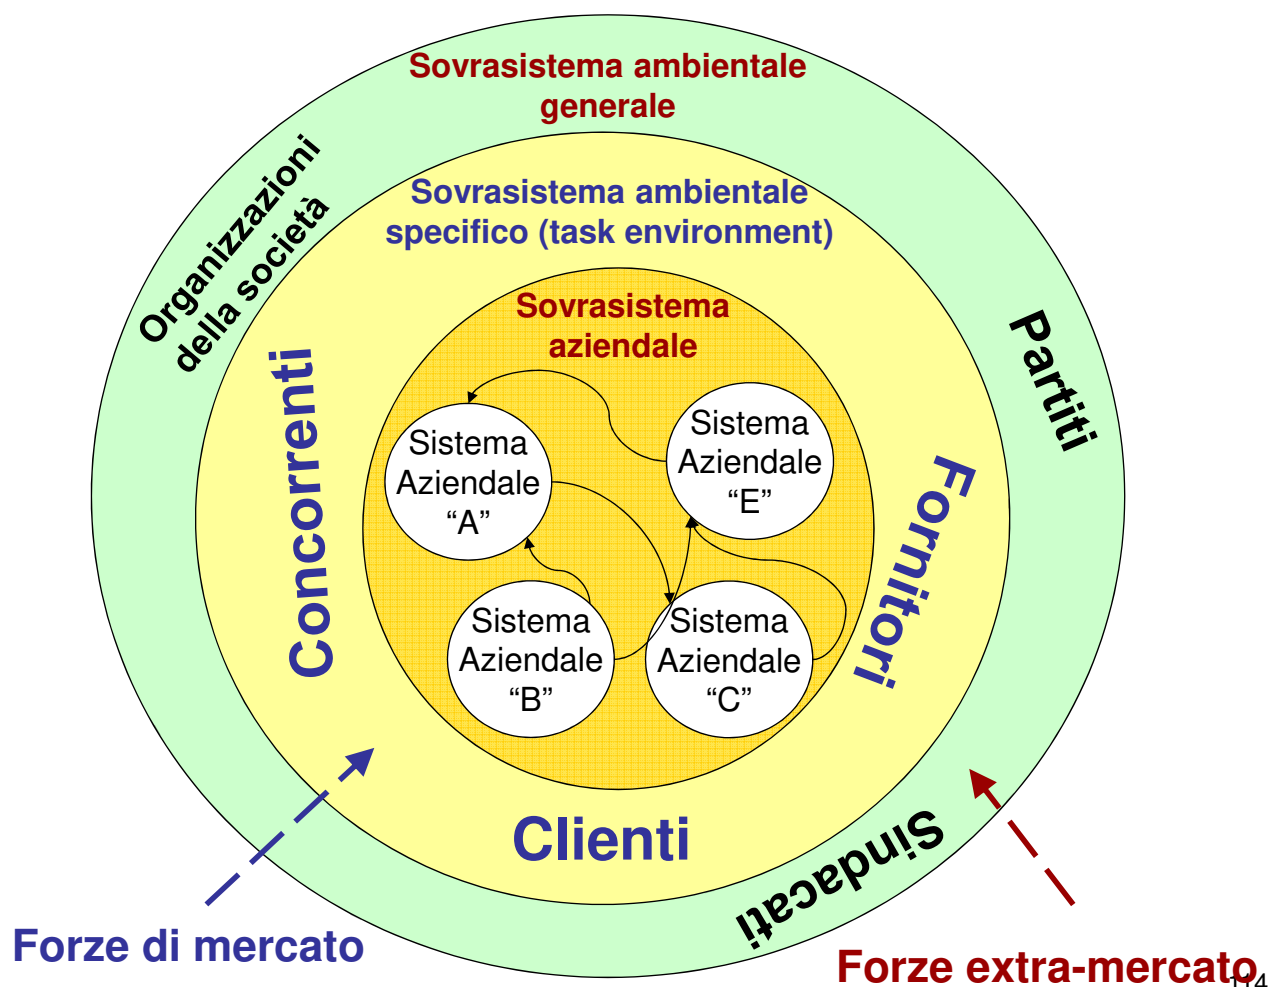 Sovrasistema ambientale
generale
Organizzazioni
della società
Sovrasistema ambientale
specifico (task environment)
Sovrasistema
aziendale
Concorrenti
Partiti
Fornitori
Sistema
Aziendale
“A”
Sistema
Aziendale
“E”
Sistema
Aziendale
“B”
Sistema
Aziendale
“C”
Clienti
Sindacati
Forze di mercato
Forze extra-mercato
114